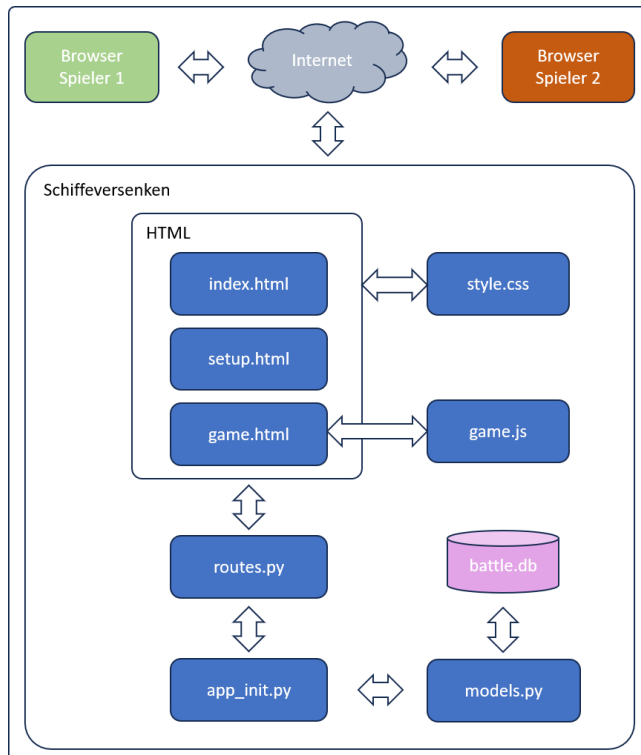 Browser
Spieler 1
Internet
Browser
Spieler 2
Schiffeversenken
HTML
index.html
style.css
setup.html
game.html
game.js
routes.py
battle.db
app_init.py
models.py